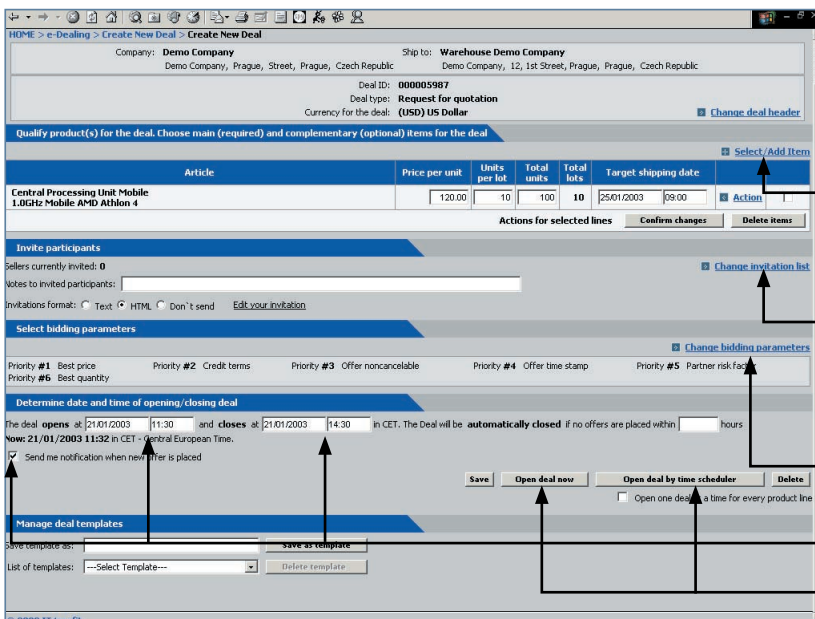 HOME > e-Dealing > Create New Deal > Create New Deal
Company: Demo Company Ship to: Warehouse Demo Company
Demo Company, Prague, Street, Prague, Czech Republic Demo Company, 12, 1st Street, Prague, Prague, Czech Republic
Deal ID: 000005987
Deal type: Request for quotation
Currency for the deal: (USD) US Dollar Change deal header
Qualify product(s) for the deal. Choose main (required) and complementary (optional) items for the deal
Select/Add Item
Article Price per unit Units per lot Total units Total lots Target shipping date
Central Processing Unit Mobile
1.0GHz Mobile AMD Athlon 4 120.00 10 100 10 25/01/2003 09:00 Action
Actions for selected lines Confirm changes Delete items
Invite participants
Sellers currently invited: 0 Change invitation list
Notes to invited participants:
Invitations format: Text HTML Don`t send Edit your invitation
Select bidding parameters
Change bidding parameters
Priority #1 Best price Priority #2 Credit terms Priority #3 Offer noncancelable Priority #4 Offer time stamp Priority #5 Partner risk factor
Priority #6 Best quantity
Determine date and time of opening/closing deal
The deal opens at 21/01/2003 11:30 and closes at 21/01/2003 14:30 in CET. The Deal will be automatically closed if no offers are placed within hours
Now: 21/01/2003 11:32 in CET - Central European Time.
Send me notification when new offer is placed
Save Open deal now Open deal by time scheduler Delete
Open one deal at a time for every product line
Manage deal templates
Save template as: Save as template
List of templates: ---Select Template--- Delete template